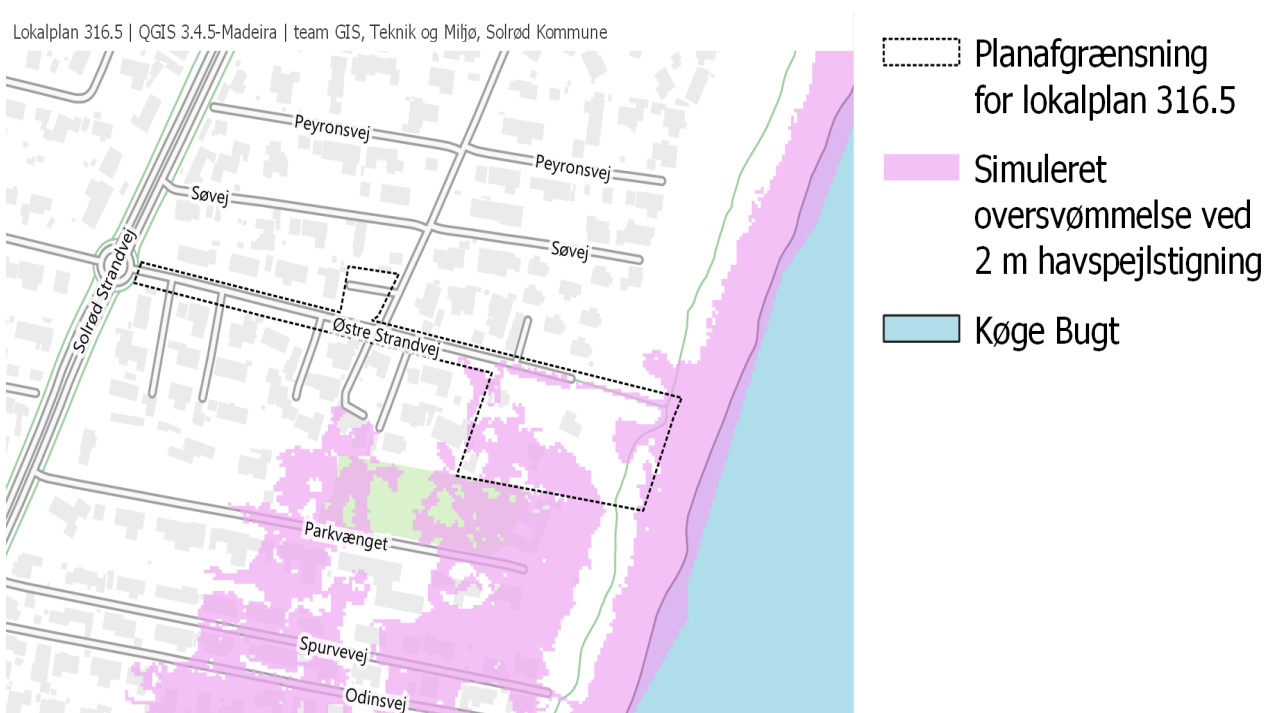 Lokalplan 316.5 | QGIS 3.4.5-Madeira | team GIS, Teknik og Miljø, Solrød Kommune
Planafgrænsning
for lokalplan 316.5
Simuleret
oversvømmelse ved
2 m havspejlstigning
Køge Bugt
Peyronsvej
Peyronsvej
Søvej
Søvej
Solrød Strandvej
Østre Strandvej
Parkvænget
Spurvevej
Odinsvej